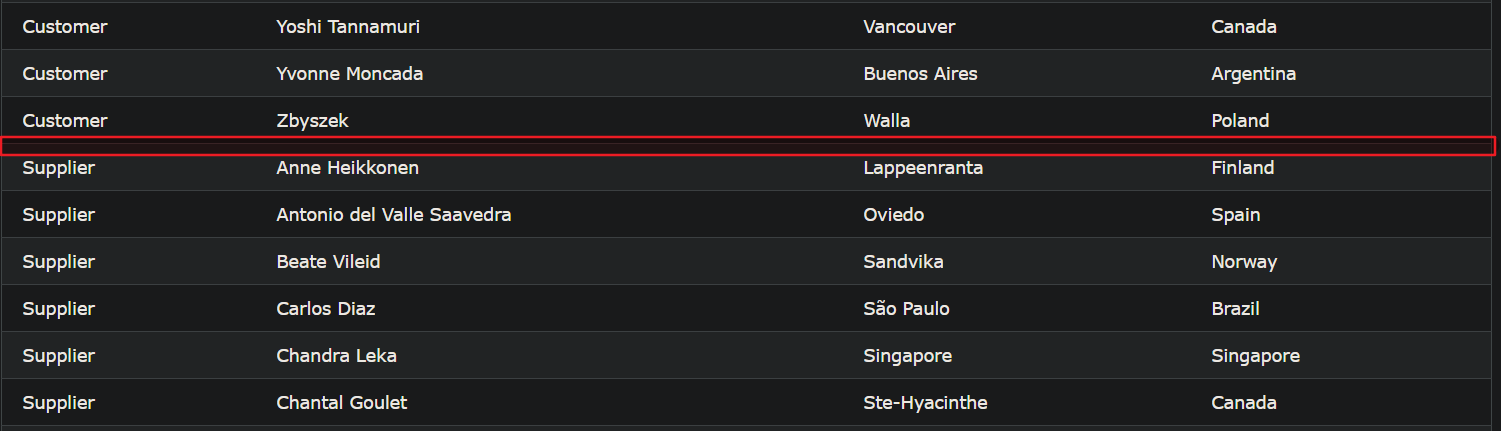 Customer Yoshi Tannamuri Vancouver Canada
Customer Yvonne Moncada Buenos Aires Argentina
Customer Zbyszek Walla Poland
Supplier Anne Heikkonen Lappeenranta Finland
Supplier Antonio del Valle Saavedra Oviedo Spain
Supplier Beate Vileid Sandvika Norway
Supplier Carlos Diaz São Paulo Brazil
Supplier Chandra Leka Singapore Singapore
Supplier Chantal Goulet Ste-Hyacinthe Canada